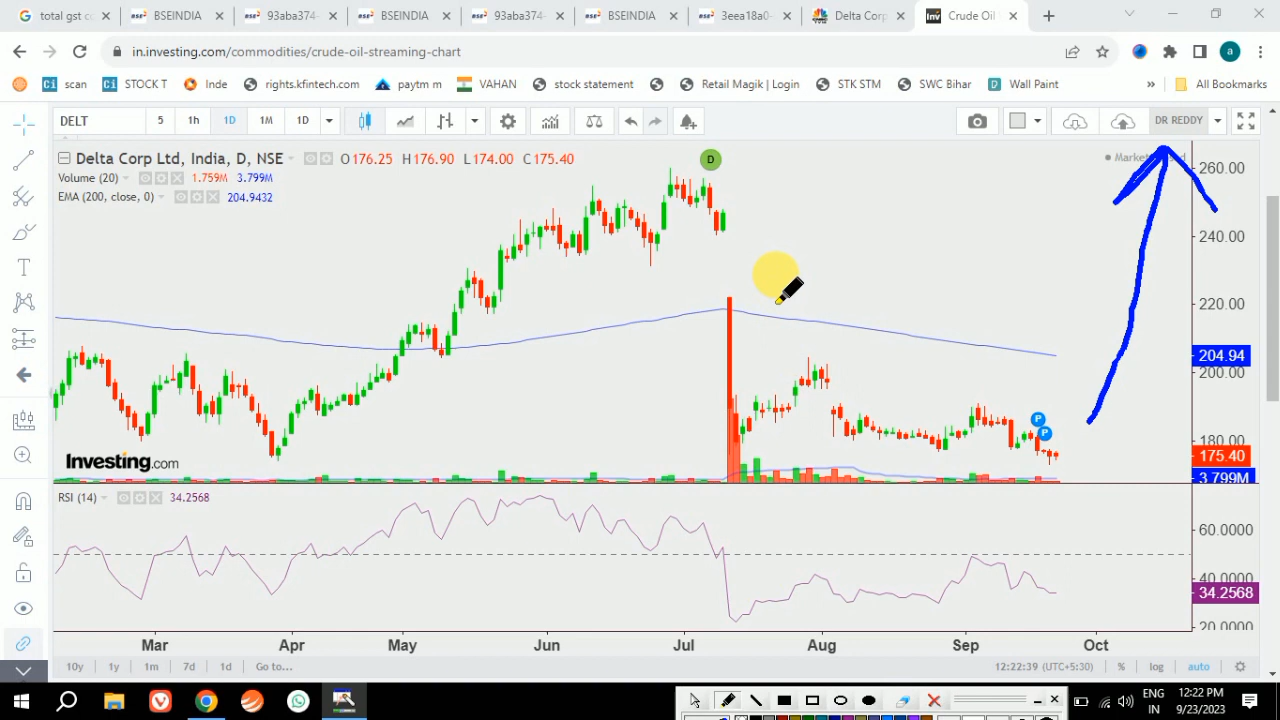 total gst cc
BSEINDIA
93aba374-
BSEINDIA
93aba374-
BSEINDIA
3eea18a0-
Delta Corp
Crude Oil
in.investing.com/commodities/crude-oil-streaming-chart
a
scan
STOCK T
Inde
rights.kfintech.com
paytm m
VAHAN
stock statement
Retail Magik | Login
STK STM
SWC Bihar
Wall Paint
»
All Bookmarks
DELT
5
1h
1D
1M
1D
DR REDDY
Delta Corp Ltd, India, D, NSE
O176.25 H176.90 L174.00 C175.40
D
260.00
Volume (20)
1.759M 3.799M
EMA (200, close, 0)
204.9432
240.00
220.00
204.94
200.00
P
P
180.00
175.40
Investing.com
3.799M
RSI (14)
34.2568
60.0000
40.0000
34.2568
20.0000
Mar Apr May Jun Jul Aug Sep Oct
10y 1y 1m 7d 1d Go to...
12:22:39 (UTC+5:30)
%
log
auto
ENG
IN
12:22 PM
9/23/2023